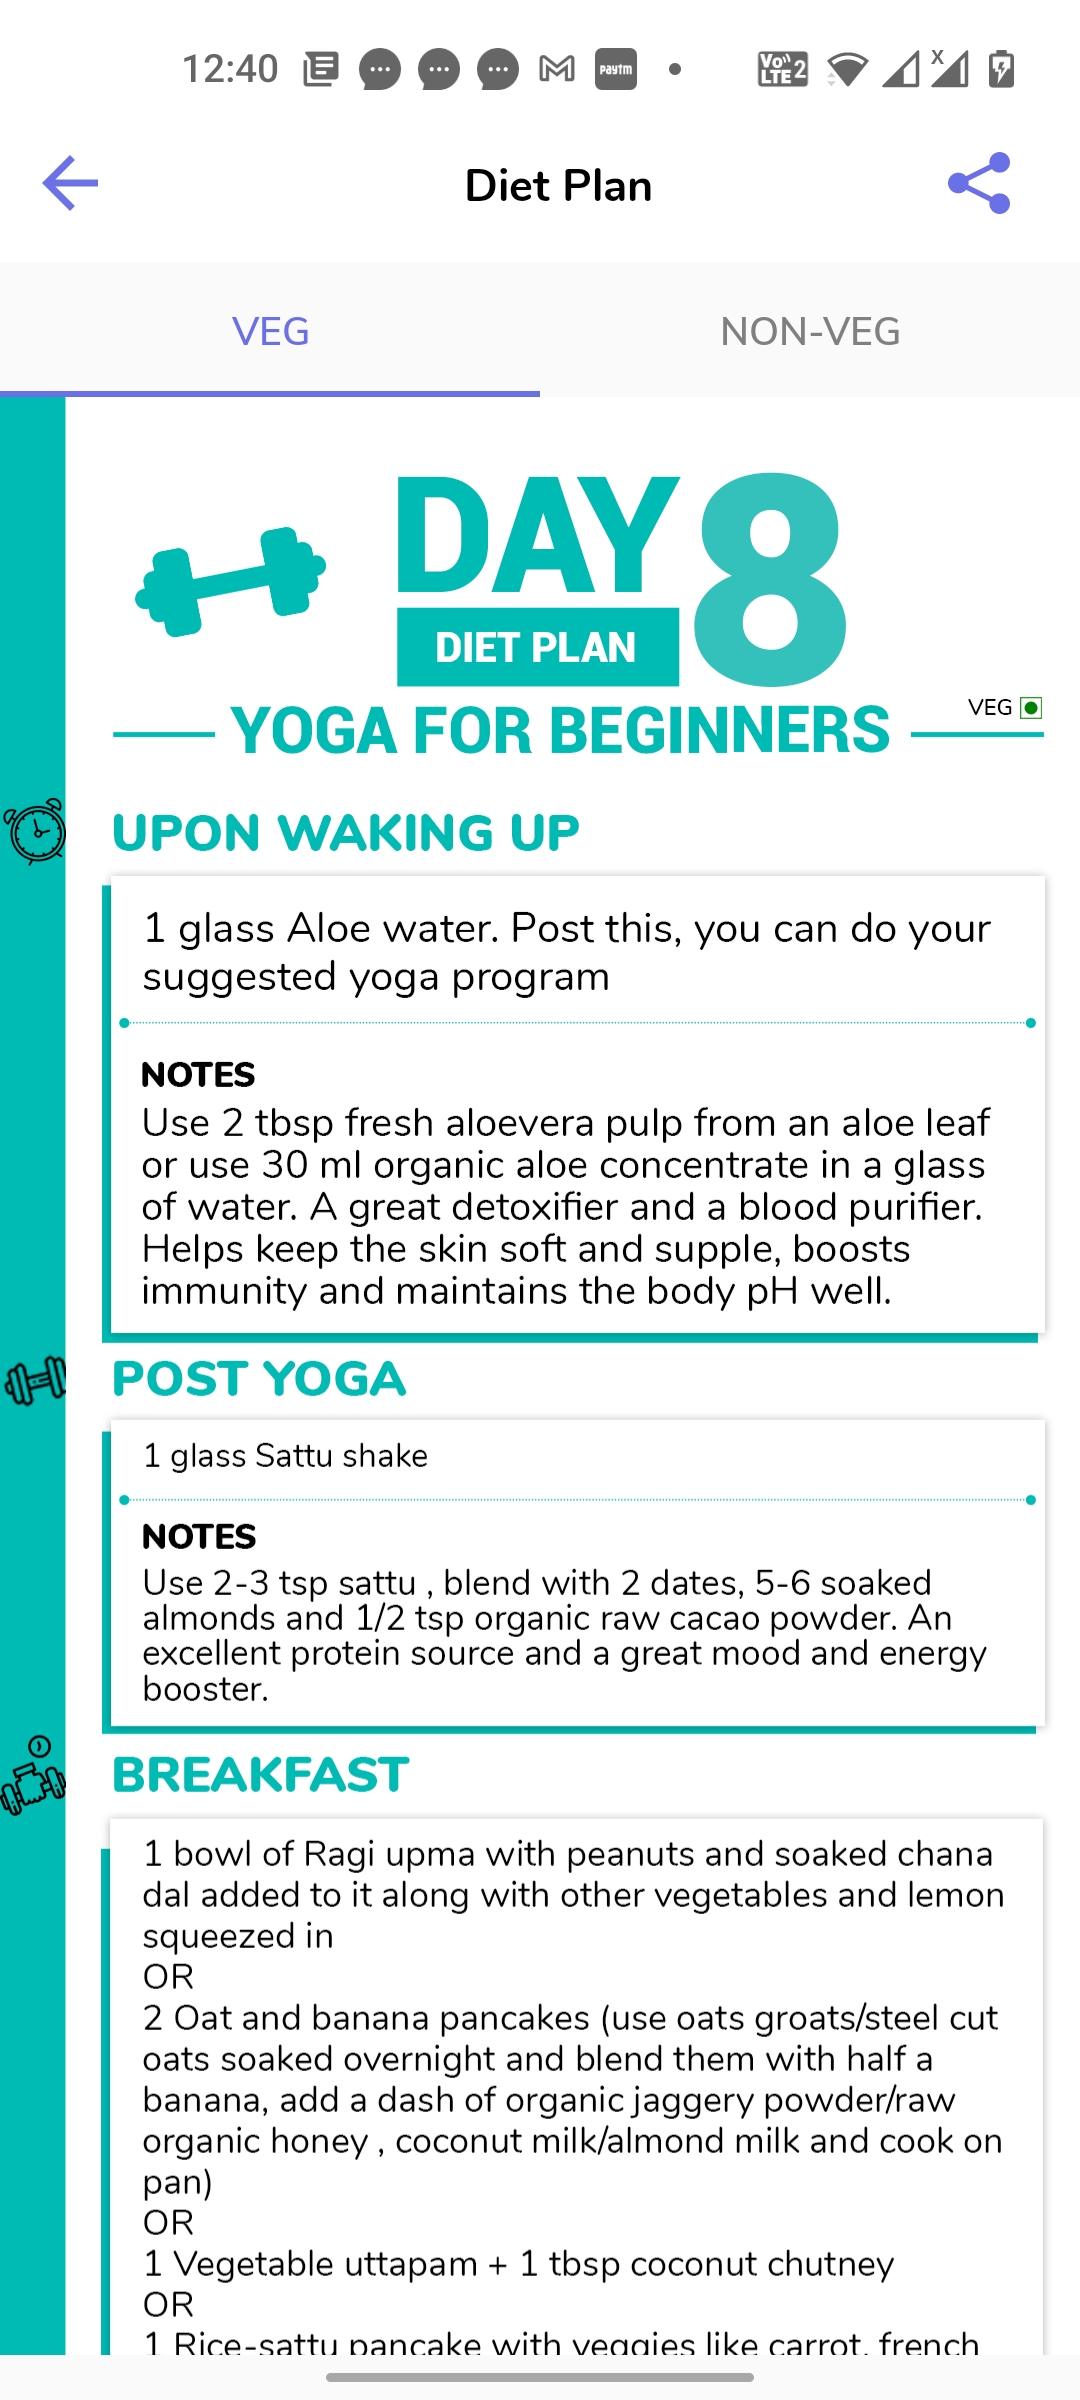 12:40
Paytm
Vo)) LTE 2
X
Diet Plan
VEG
NON-VEG
DAY 8
DIET PLAN
VEG
YOGA FOR BEGINNERS
UPON WAKING UP
1 glass Aloe water. Post this, you can do your
suggested yoga program
NOTES
Use 2 tbsp fresh aloevera pulp from an aloe leaf
or use 30 ml organic aloe concentrate in a glass
of water. A great detoxifier and a blood purifier.
Helps keep the skin soft and supple, boosts
immunity and maintains the body pH well.
POST YOGA
1 glass Sattu shake
NOTES
Use 2-3 tsp sattu , blend with 2 dates, 5-6 soaked
almonds and 1/2 tsp organic raw cacao powder. An
excellent protein source and a great mood and energy
booster.
BREAKFAST
1 bowl of Ragi upma with peanuts and soaked chana
dal added to it along with other vegetables and lemon
squeezed in
OR
2 Oat and banana pancakes (use oats groats/steel cut
oats soaked overnight and blend them with half a
banana, add a dash of organic jaggery powder/raw
organic honey , coconut milk/almond milk and cook on
pan)
OR
1 Vegetable uttapam + 1 tbsp coconut chutney
OR
1 Rice-sattu pancake with veggies like carrot, french